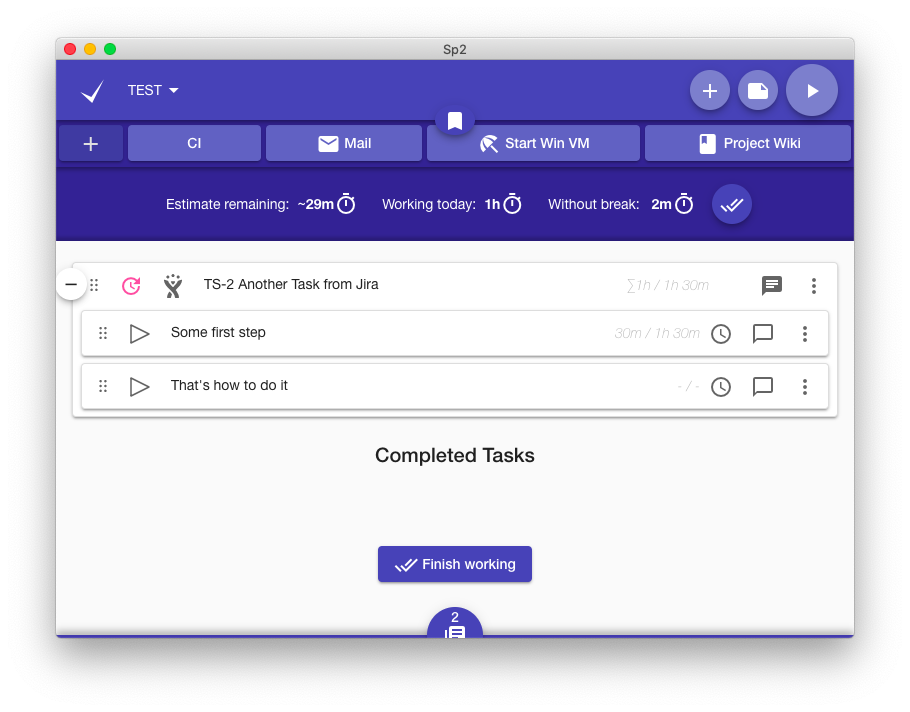 Sp2
TEST
CI
Mail
Start Win VM
Project Wiki
Estimate remaining: ~29m
Working today: 1h
Without break: 2m
TS-2 Another Task from Jira
∑1h / 1h 30m
Some first step
30m / 1h 30m
That's how to do it
- / -
Completed Tasks
Finish working
2